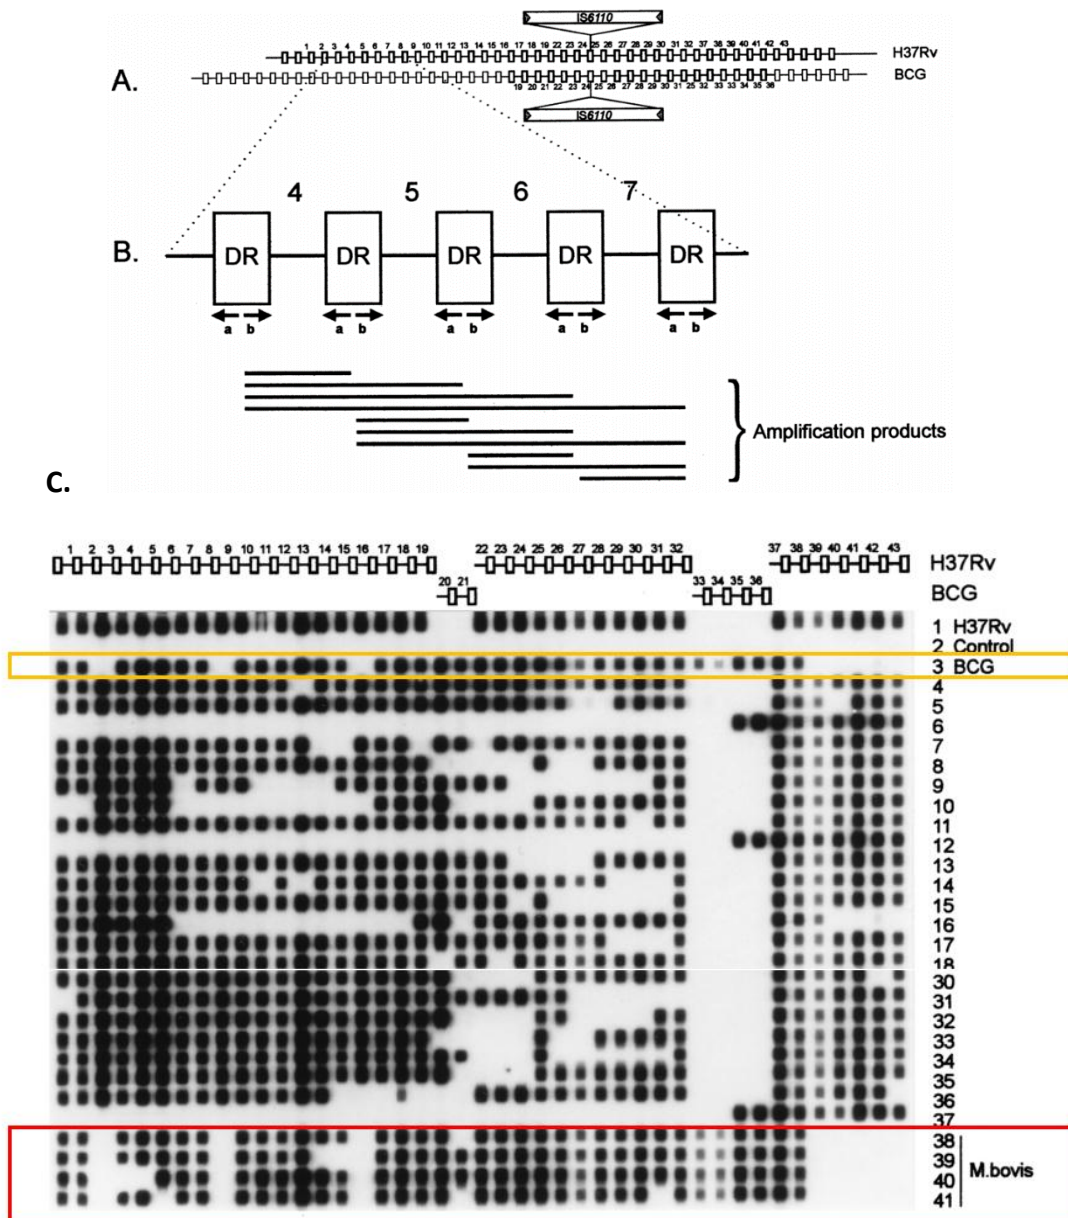 IS6110
1 2 3 4 5 6 7 8 9 10 11 12 13 14 15 16 17 18 19 22 23 24 25 26 27 28 29 30 31 32 37 38 39 40 41 42 43
H37Rv
A.
BCG
19 20 21 22 23 24 25 26 27 28 29 30 31 25 32 33 34 35 36
IS6110
4 5 6 7
B.
DR DR DR DR DR
a b a b a b a b a b
Amplification products
C.
1 2 3 4 5 6 7 8 9 10 11 12 13 14 15 16 17 18 19 22 23 24 25 26 27 28 29 30 31 32 37 38 39 40 41 42 43
H37Rv
20 21 33 34 35 36
BCG
1 H37Rv
2 Control
3 BCG
4
5
6
7
8
9
10
11
12
13
14
15
16
17
18
30
31
32
33
34
35
36
37
38
39
M.bovis
40
41